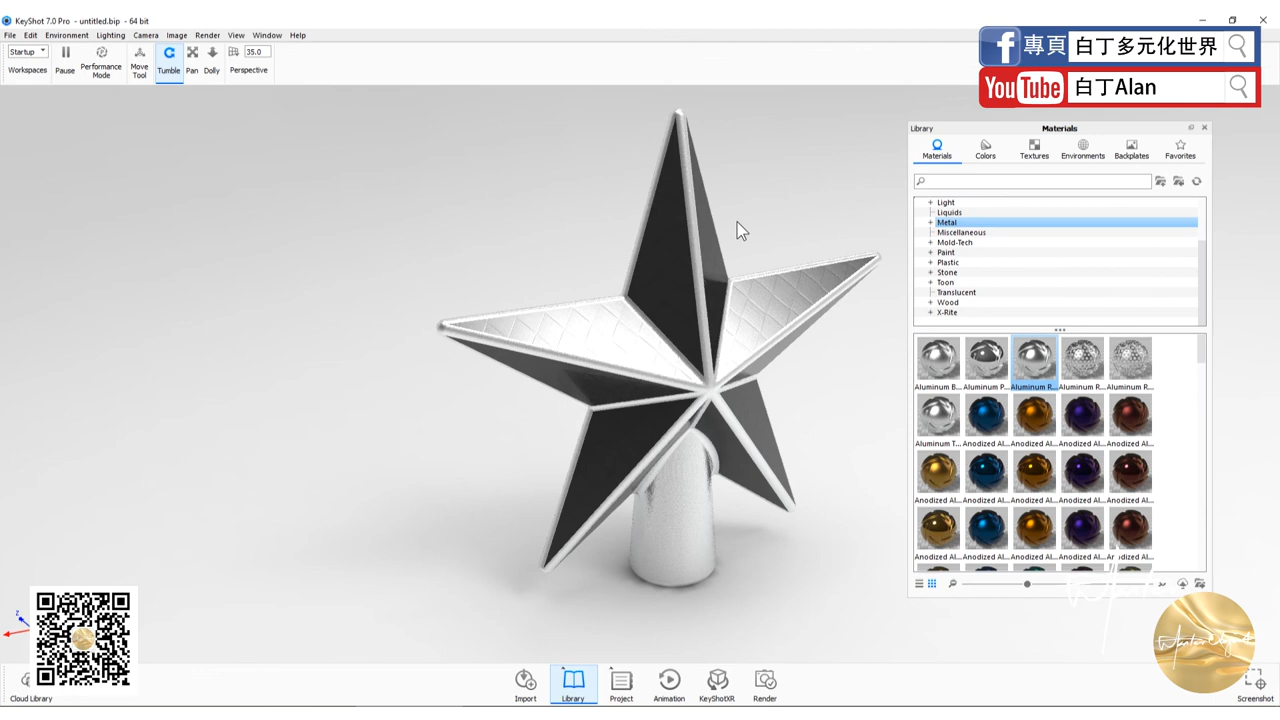 KeyShot 7.0 Pro - untitled.bip - 64 bit
File Edit Environment Lighting Camera Image Render View Window Help
Startup
35.0
Workspaces Pause Performance Mode Move Tool Tumble Pan Dolly Perspective
f 專頁 白丁多元化世界
YouTube 白丁Alan
Library Materials
Materials Colors Textures Environments Backplates Favorites
Light
Liquids
Metal
Miscellaneous
Mold-Tech
Paint
Plastic
Stone
Toon
Translucent
Wood
X-Rite
Aluminum B... Aluminum P... Aluminum R... Aluminum R... Aluminum R...
Aluminum T... Anodized Al... Anodized Al... Anodized Al... Anodized Al...
Anodized Al... Anodized Al... Anodized Al... Anodized Al... Anodized Al...
Anodized Al... Anodized Al... Anodized Al... Anodized Al... Anodized Al...
z
Cloud Library Import Library Project Animation KeyShotXR Render Screenshot